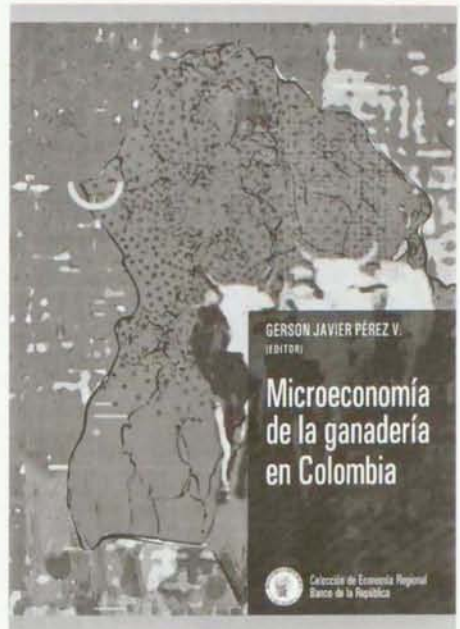 GERSON JAVIER PÉREZ V.
(EDITOR)
Microeconomía
de la ganadería
en Colombia
Colección de Economía Regional
Banco de la República